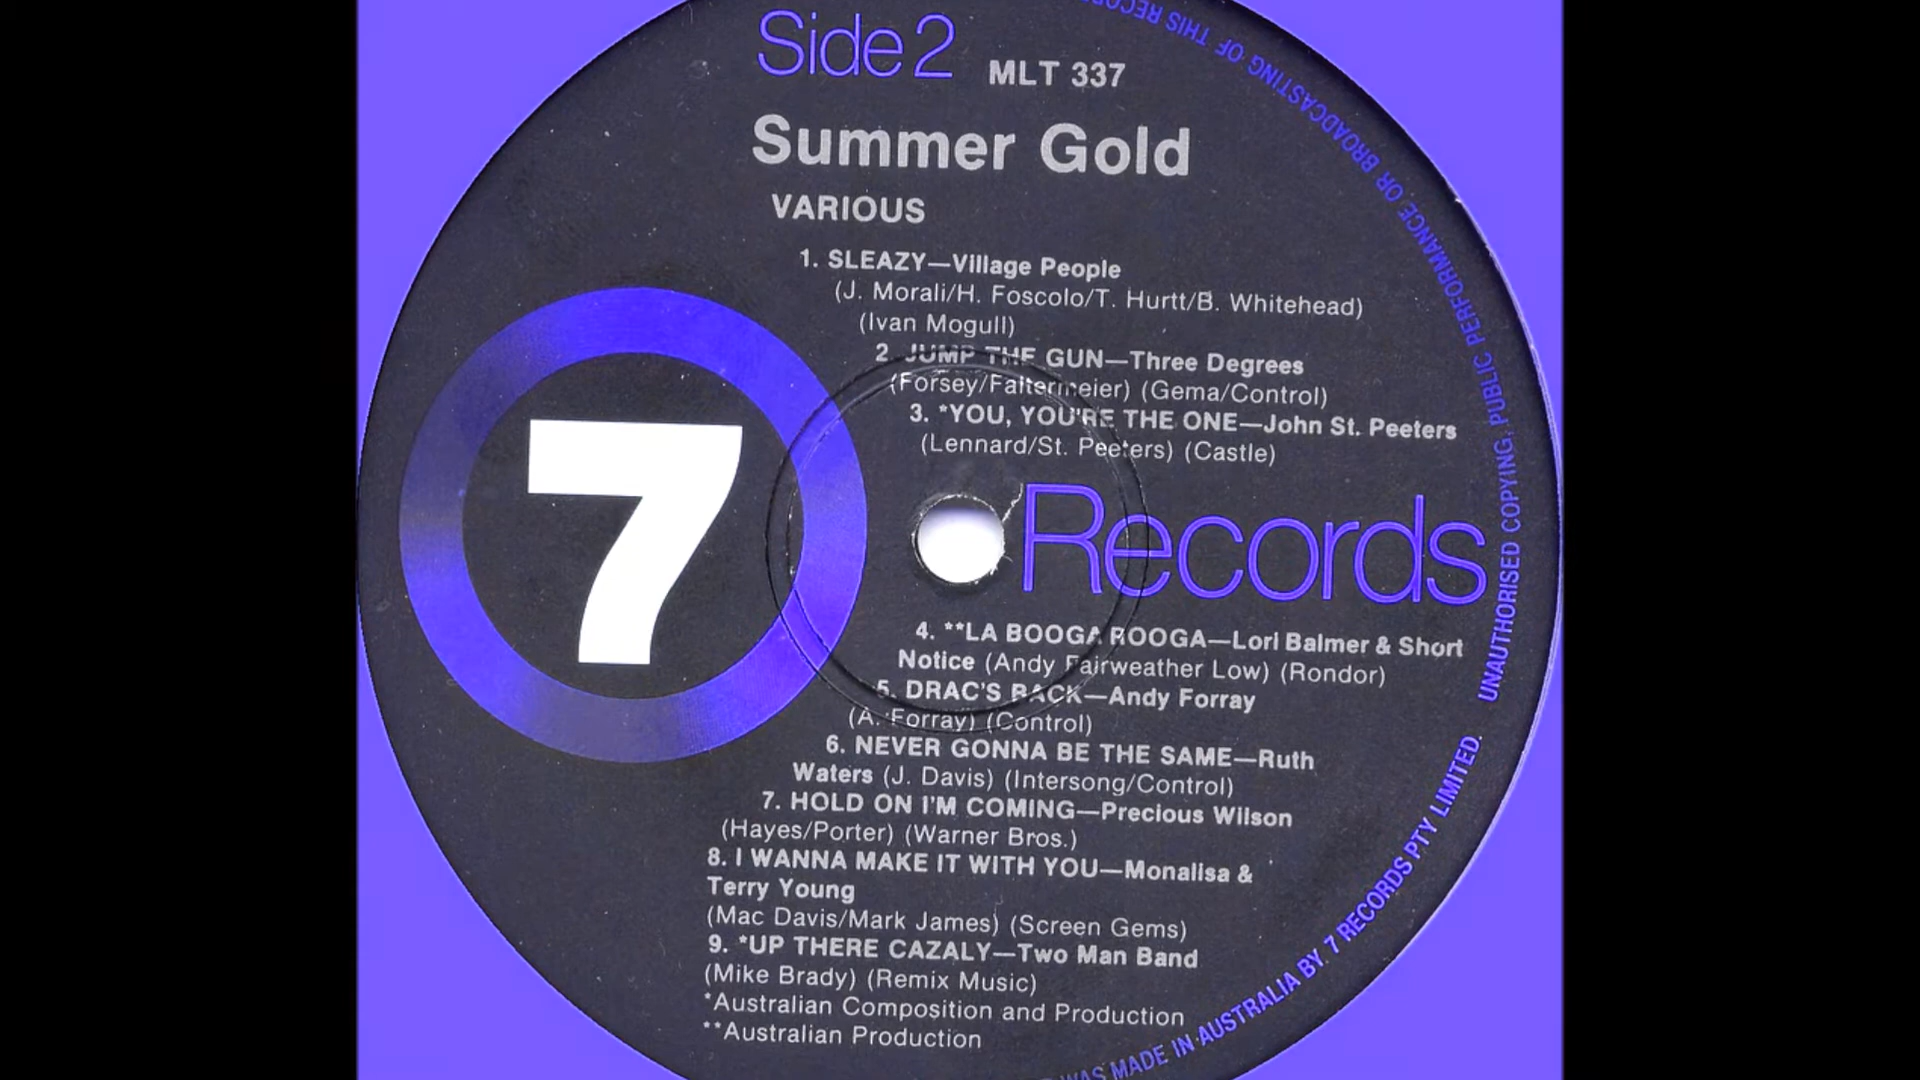 Side 2
MLT 337
Summer Gold
VARIOUS
1. SLEAZY—Village People
(J. Morali/H. Foscolo/T. Hurtt/B. Whitehead)
(Ivan Mogull)
2. JUMP THE GUN—Three Degrees
(Forsey/Faltermeier) (Gema/Control)
3. *YOU, YOU'RE THE ONE—John St. Peeters
(Lennard/St. Peeters) (Castle)
7 Records
4. **LA BOOGA ROOGA—Lori Balmer & Short
Notice (Andy Fairweather Low) (Rondor)
5. DRAC'S BACK—Andy Forray
(A. Forray) (Control)
6. NEVER GONNA BE THE SAME—Ruth
Waters (J. Davis) (Intersong/Control)
7. HOLD ON I'M COMING—Precious Wilson
(Hayes/Porter) (Warner Bros.)
8. I WANNA MAKE IT WITH YOU—Monalisa &
Terry Young
(Mac Davis/Mark James) (Screen Gems)
9. *UP THERE CAZALY—Two Man Band
(Mike Brady) (Remix Music)
*Australian Composition and Production
**Australian Production
WAS MADE IN AUSTRALIA BY. 7 RECORDS PTY LIMITED. UNAUTHORISED COPYING, PUBLIC PERFORMANCE OR BROADCASTING OF THIS RECOR